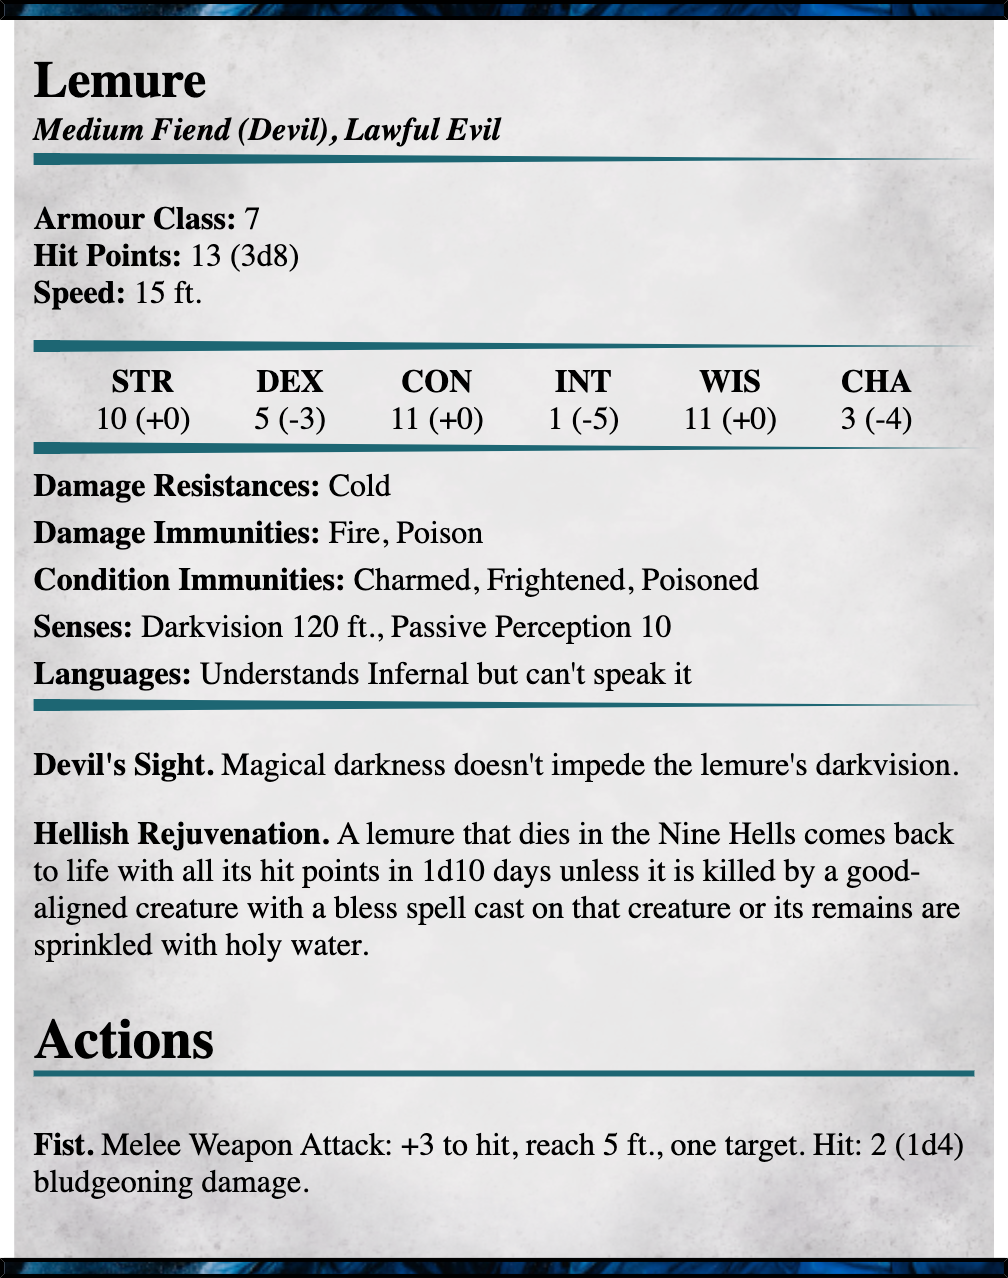 Lemure
Medium Fiend (Devil), Lawful Evil
Armour Class: 7
Hit Points: 13 (3d8)
Speed: 15 ft.
STR DEX CON INT WIS CHA
10 (+0) 5 (-3) 11 (+0) 1 (-5) 11 (+0) 3 (-4)
Damage Resistances: Cold
Damage Immunities: Fire, Poison
Condition Immunities: Charmed, Frightened, Poisoned
Senses: Darkvision 120 ft., Passive Perception 10
Languages: Understands Infernal but can't speak it
Devil's Sight. Magical darkness doesn't impede the lemure's darkvision.
Hellish Rejuvenation. A lemure that dies in the Nine Hells comes back
to life with all its hit points in 1d10 days unless it is killed by a good-
aligned creature with a bless spell cast on that creature or its remains are
sprinkled with holy water.
Actions
Fist. Melee Weapon Attack: +3 to hit, reach 5 ft., one target. Hit: 2 (1d4)
bludgeoning damage.